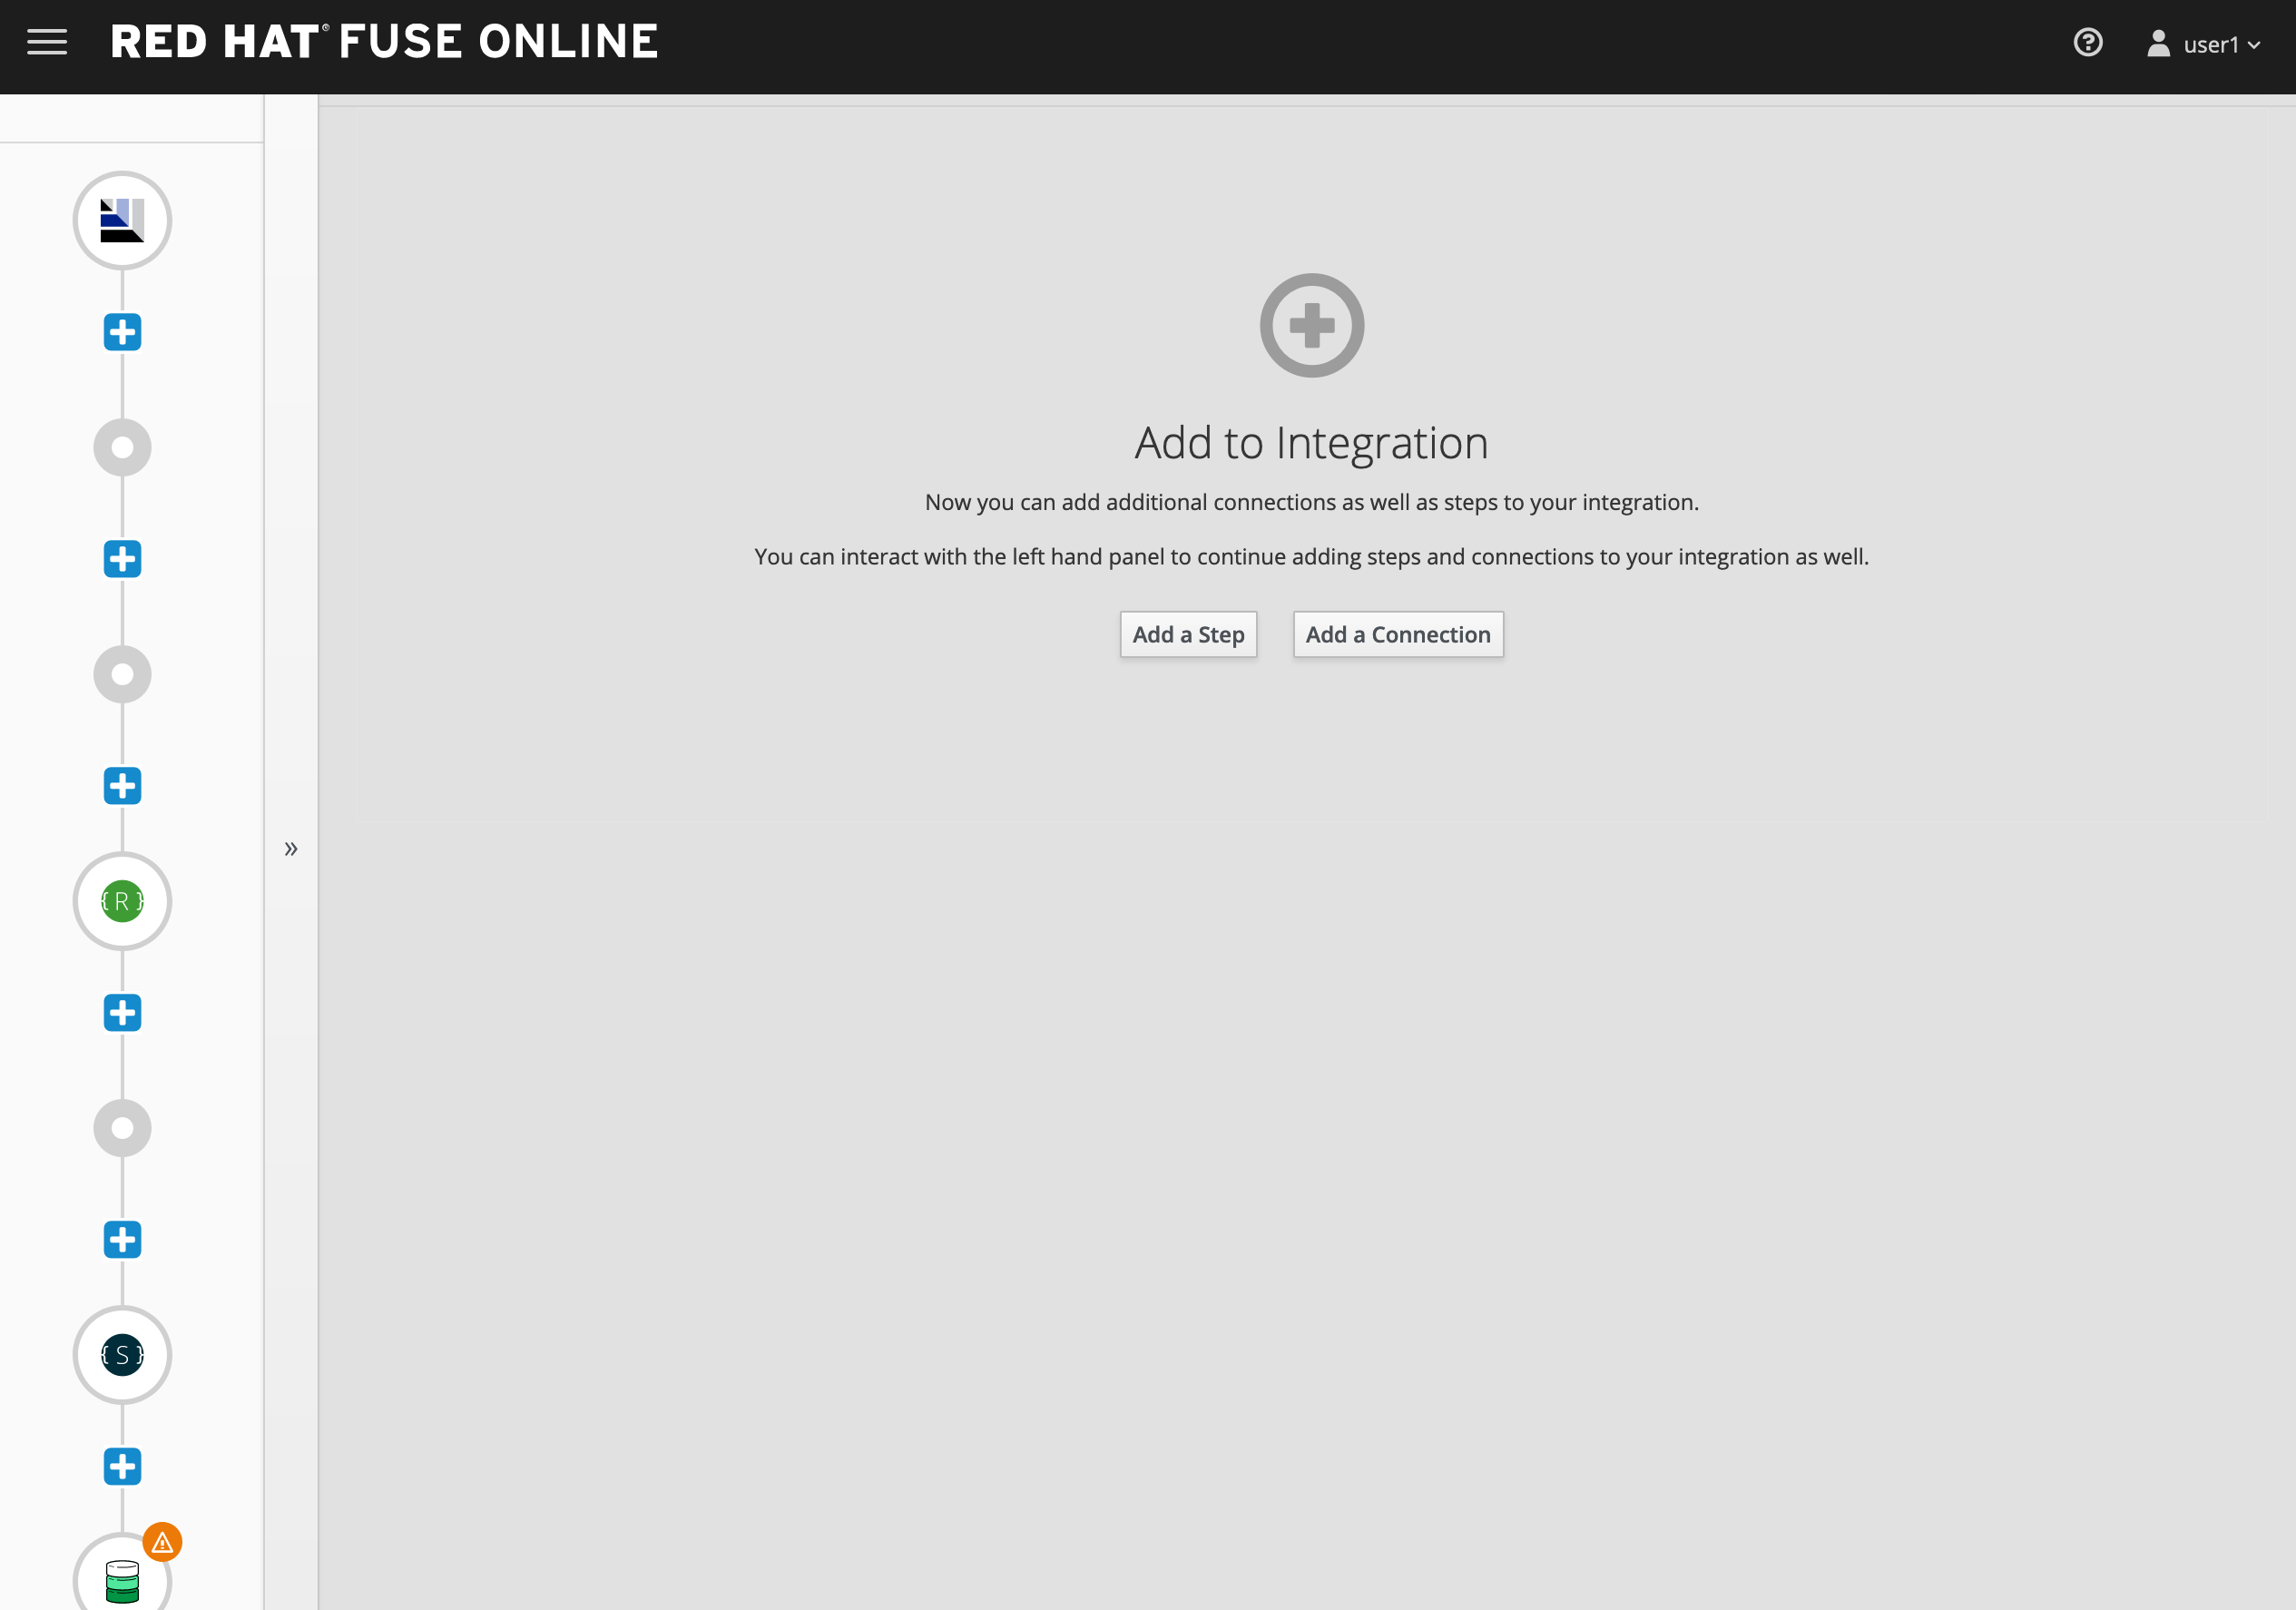 RED HAT® FUSE ONLINE
user1
Add to Integration
Now you can add additional connections as well as steps to your integration.
You can interact with the left hand panel to continue adding steps and connections to your integration as well.
Add a Step
Add a Connection
»
{ R }
{ S }